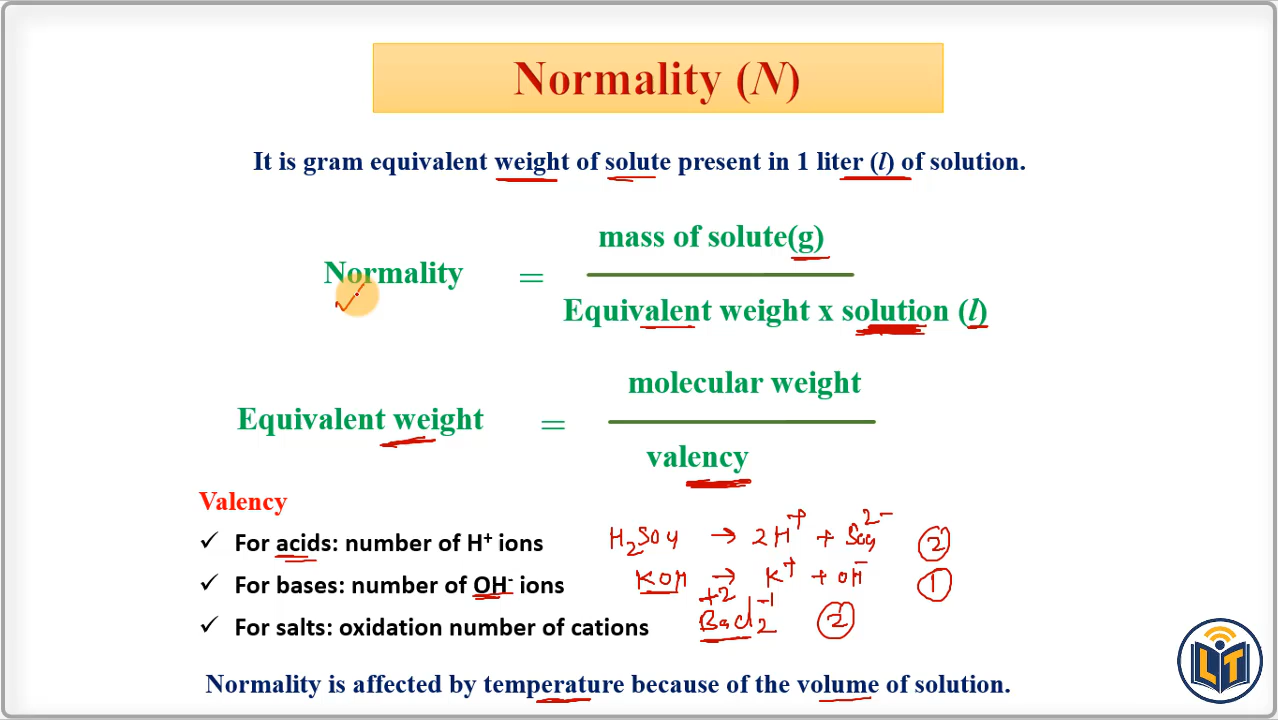 Normality (N)
It is gram equivalent weight of solute present in 1 liter (l) of solution.
mass of solute(g)
Normality =
Equivalent weight x solution (l)
molecular weight
Equivalent weight =
valency
Valency
✓ For acids: number of H⁺ ions H₂SO₄ → 2H⁺ + SO₄²⁻ ②
✓ For bases: number of OH⁻ ions KOH → K⁺ + OH⁻ ①
+2 -1
✓ For salts: oxidation number of cations BaCl₂ ②
Normality is affected by temperature because of the volume of solution.
LT